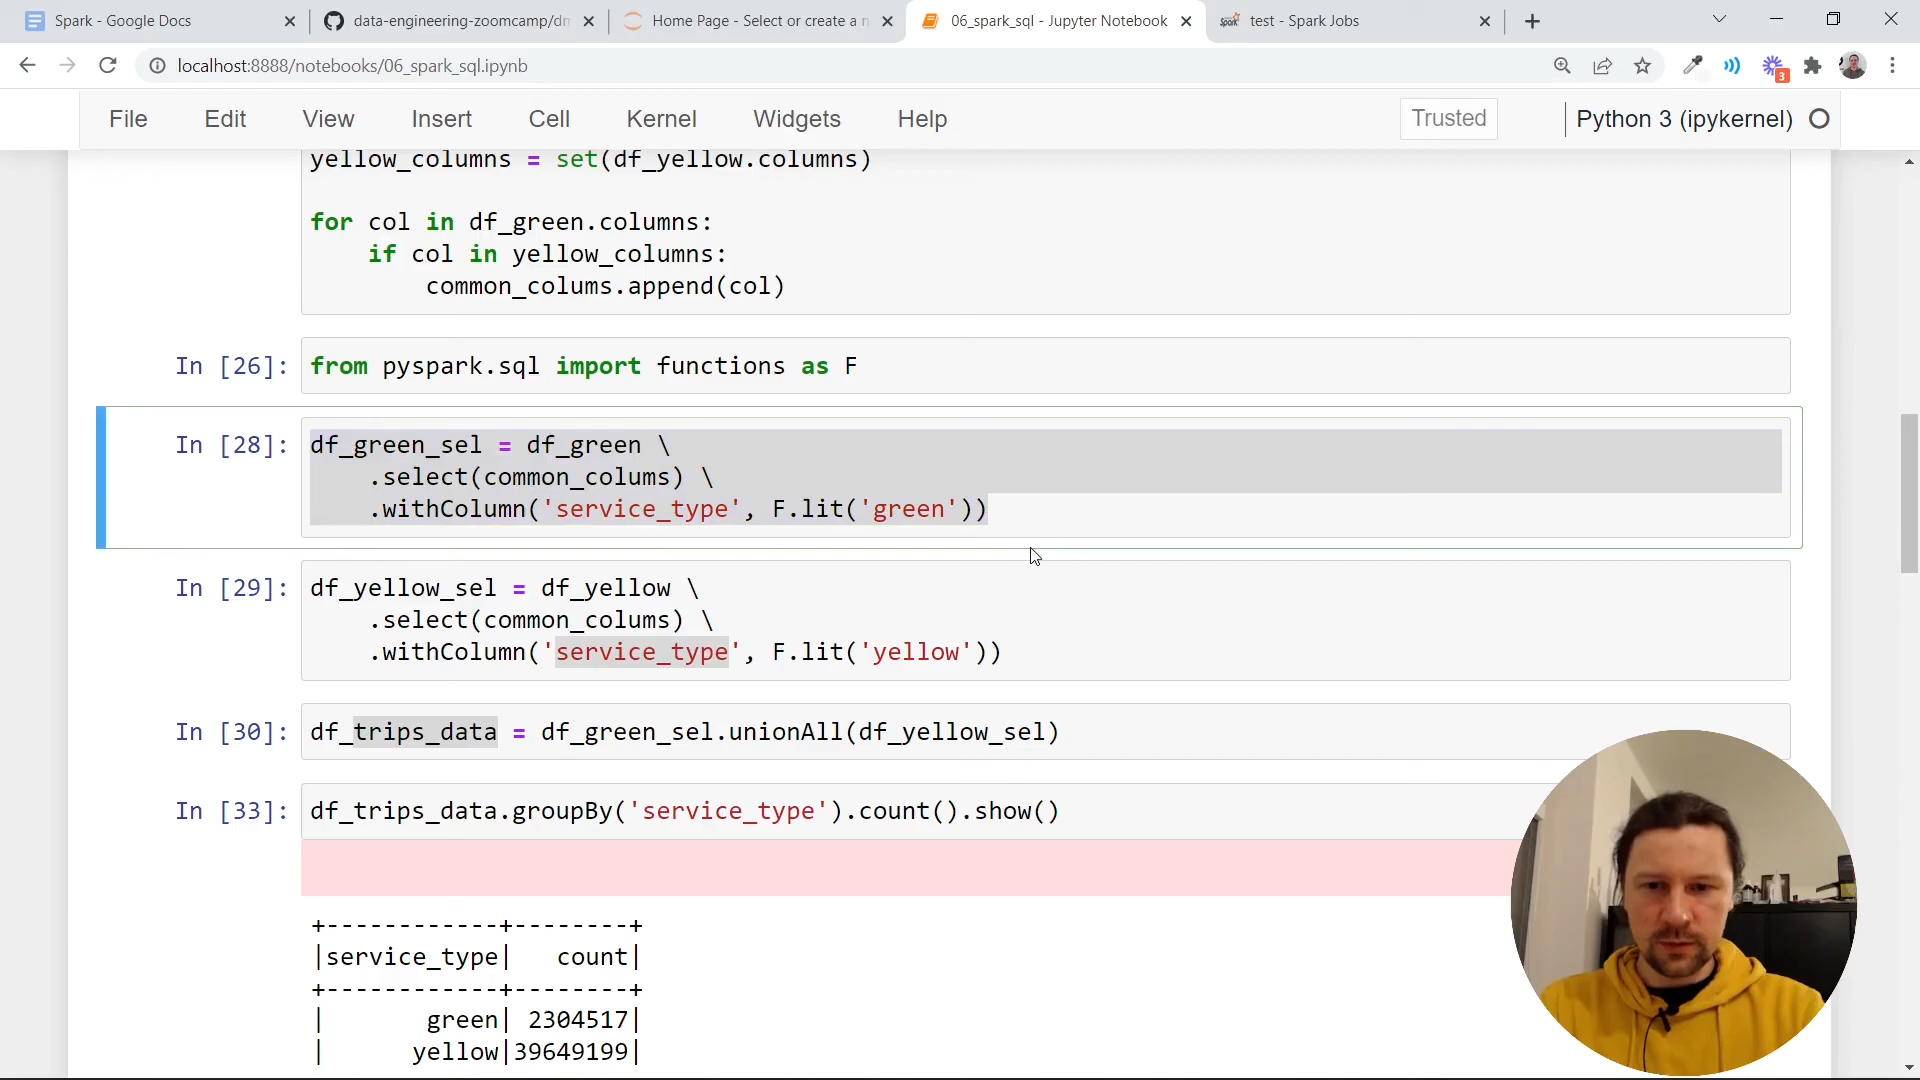 Spark - Google Docs
data-engineering-zoomcamp/dm
Home Page - Select or create a n
06_spark_sql - Jupyter Notebook
Spark
test - Spark Jobs
localhost:8888/notebooks/06_spark_sql.ipynb
3
File Edit View Insert Cell Kernel Widgets Help
Trusted
Python 3 (ipykernel)
yellow_columns = set(df_yellow.columns)
for col in df_green.columns:
if col in yellow_columns:
common_colums.append(col)
In [26]: from pyspark.sql import functions as F
In [28]: df_green_sel = df_green \
.select(common_colums) \
.withColumn('service_type', F.lit('green'))
In [29]: df_yellow_sel = df_yellow \
.select(common_colums) \
.withColumn('service_type', F.lit('yellow'))
In [30]: df_trips_data = df_green_sel.unionAll(df_yellow_sel)
In [33]: df_trips_data.groupBy('service_type').count().show()
+------------+--------+
|service_type|   count|
+------------+--------+
|       green| 2304517|
|      yellow|39649199|